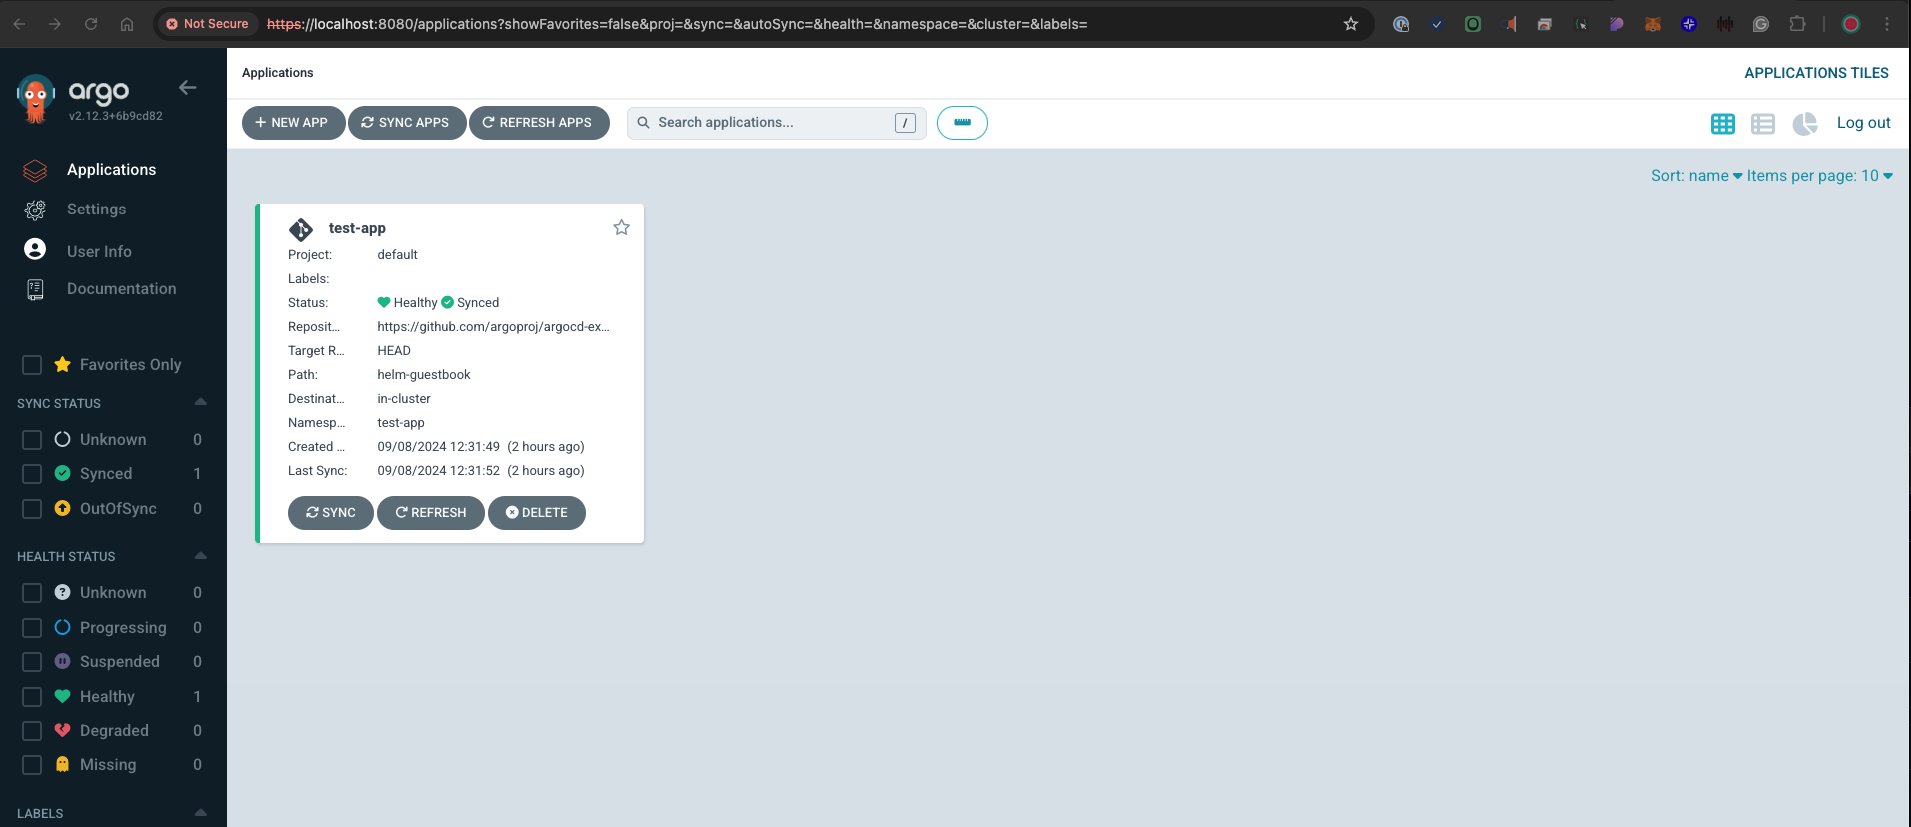 Not Secure https://localhost:8080/applications?showFavorites=false&proj=&sync=&autoSync=&health=&namespace=&cluster=&labels=
argo
v2.12.3+6b9cd82
Applications
Settings
User Info
Documentation
Favorites Only
SYNC STATUS
Unknown 0
Synced 1
OutOfSync 0
HEALTH STATUS
Unknown 0
Progressing 0
Suspended 0
Healthy 1
Degraded 0
Missing 0
LABELS
Applications
APPLICATIONS TILES
+ NEW APP SYNC APPS REFRESH APPS Search applications... / Log out
Sort: name Items per page: 10
test-app
Project: default
Labels:
Status: Healthy Synced
Reposit... https://github.com/argoproj/argocd-ex...
Target R... HEAD
Path: helm-guestbook
Destinat... in-cluster
Namesp... test-app
Created ... 09/08/2024 12:31:49 (2 hours ago)
Last Sync: 09/08/2024 12:31:52 (2 hours ago)
SYNC REFRESH DELETE